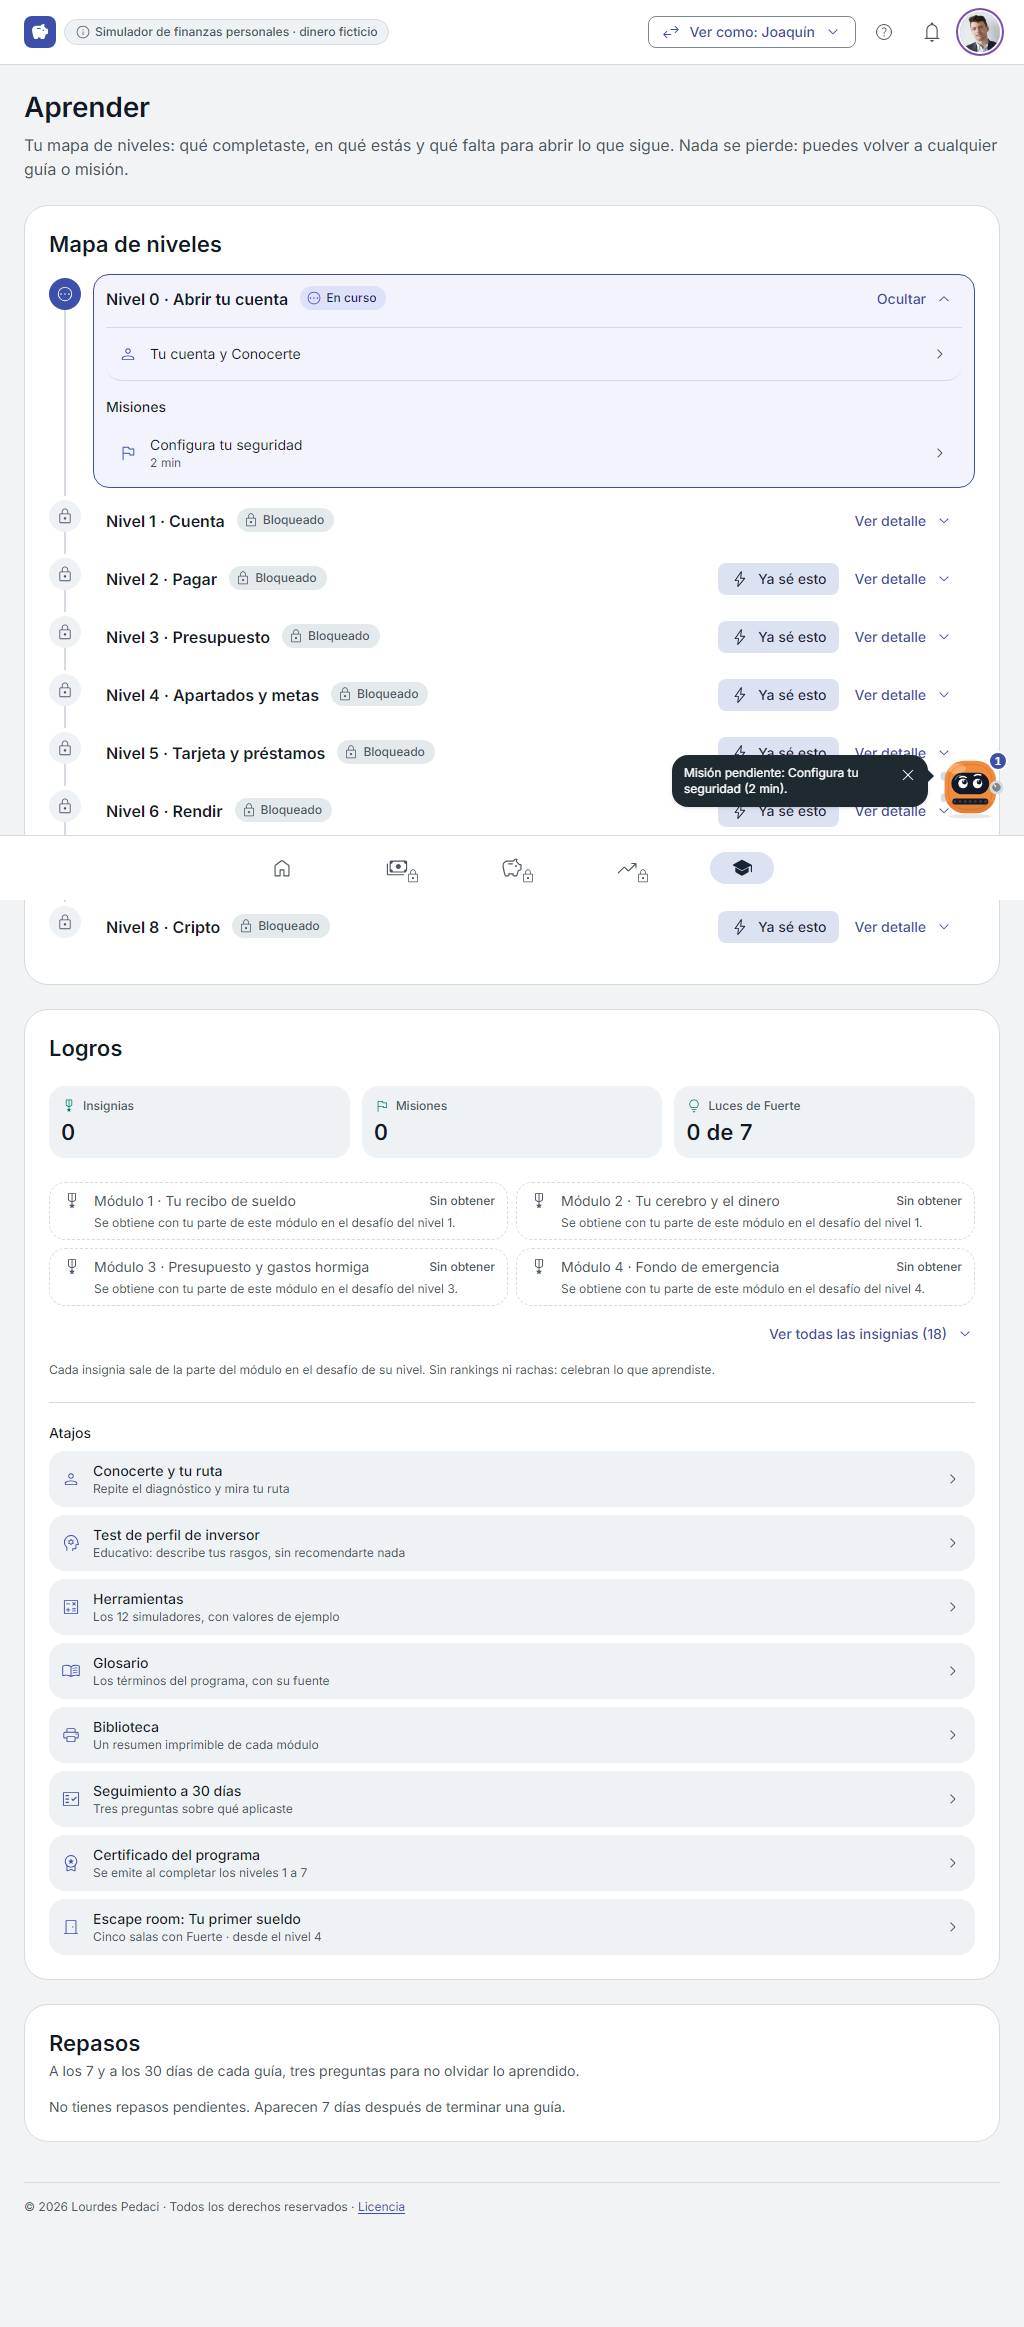 Simulador de finanzas personales · dinero ficticio
Ver como: Joaquín
Aprender
Tu mapa de niveles: qué completaste, en qué estás y qué falta para abrir lo que sigue. Nada se pierde: puedes volver a cualquier
guía o misión.
Mapa de niveles
Nivel 0 · Abrir tu cuenta
En curso
Ocultar
Tu cuenta y Conocerte
Misiones
Configura tu seguridad
2 min
Nivel 1 · Cuenta
Bloqueado
Ver detalle
Nivel 2 · Pagar
Bloqueado
Ya sé esto
Ver detalle
Nivel 3 · Presupuesto
Bloqueado
Ya sé esto
Ver detalle
Nivel 4 · Apartados y metas
Bloqueado
Ya sé esto
Ver detalle
Nivel 5 · Tarjeta y préstamos
Bloqueado
Ya sé esto
Ver detalle
Misión pendiente: Configura tu
seguridad (2 min).
1
Nivel 6 · Rendir
Bloqueado
Ya sé esto
Ver detalle
Nivel 8 · Cripto
Bloqueado
Ya sé esto
Ver detalle
Logros
Insignias
0
Misiones
0
Luces de Fuerte
0 de 7
Módulo 1 · Tu recibo de sueldo
Sin obtener
Se obtiene con tu parte de este módulo en el desafío del nivel 1.
Módulo 2 · Tu cerebro y el dinero
Sin obtener
Se obtiene con tu parte de este módulo en el desafío del nivel 1.
Módulo 3 · Presupuesto y gastos hormiga
Sin obtener
Se obtiene con tu parte de este módulo en el desafío del nivel 3.
Módulo 4 · Fondo de emergencia
Sin obtener
Se obtiene con tu parte de este módulo en el desafío del nivel 4.
Ver todas las insignias (18)
Cada insignia sale de la parte del módulo en el desafío de su nivel. Sin rankings ni rachas: celebran lo que aprendiste.
Atajos
Conocerte y tu ruta
Repite el diagnóstico y mira tu ruta
Test de perfil de inversor
Educativo: describe tus rasgos, sin recomendarte nada
Herramientas
Los 12 simuladores, con valores de ejemplo
Glosario
Los términos del programa, con su fuente
Biblioteca
Un resumen imprimible de cada módulo
Seguimiento a 30 días
Tres preguntas sobre qué aplicaste
Certificado del programa
Se emite al completar los niveles 1 a 7
Escape room: Tu primer sueldo
Cinco salas con Fuerte · desde el nivel 4
Repasos
A los 7 y a los 30 días de cada guía, tres preguntas para no olvidar lo aprendido.
No tienes repasos pendientes. Aparecen 7 días después de terminar una guía.
© 2026 Lourdes Pedaci · Todos los derechos reservados · Licencia